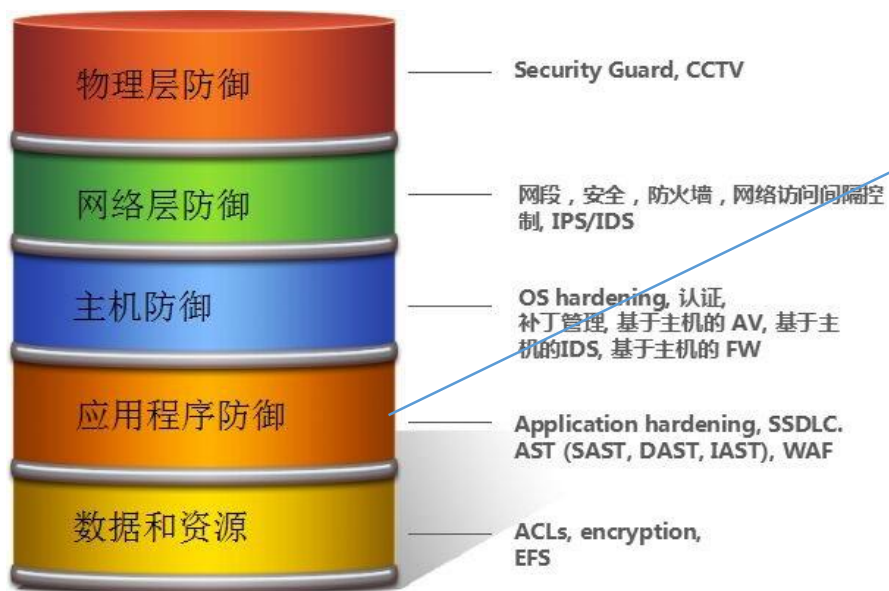 物理层防御
Security Guard, CCTV
网络层防御
网段，安全，防火墙，网络访问间隔控
制, IPS/IDS
主机防御
OS hardening, 认证,
补丁管理, 基于主机的 AV, 基于主
机的IDS, 基于主机的 FW
应用程序防御
Application hardening, SSDLC.
AST (SAST, DAST, IAST), WAF
数据和资源
ACLs, encryption,
EFS